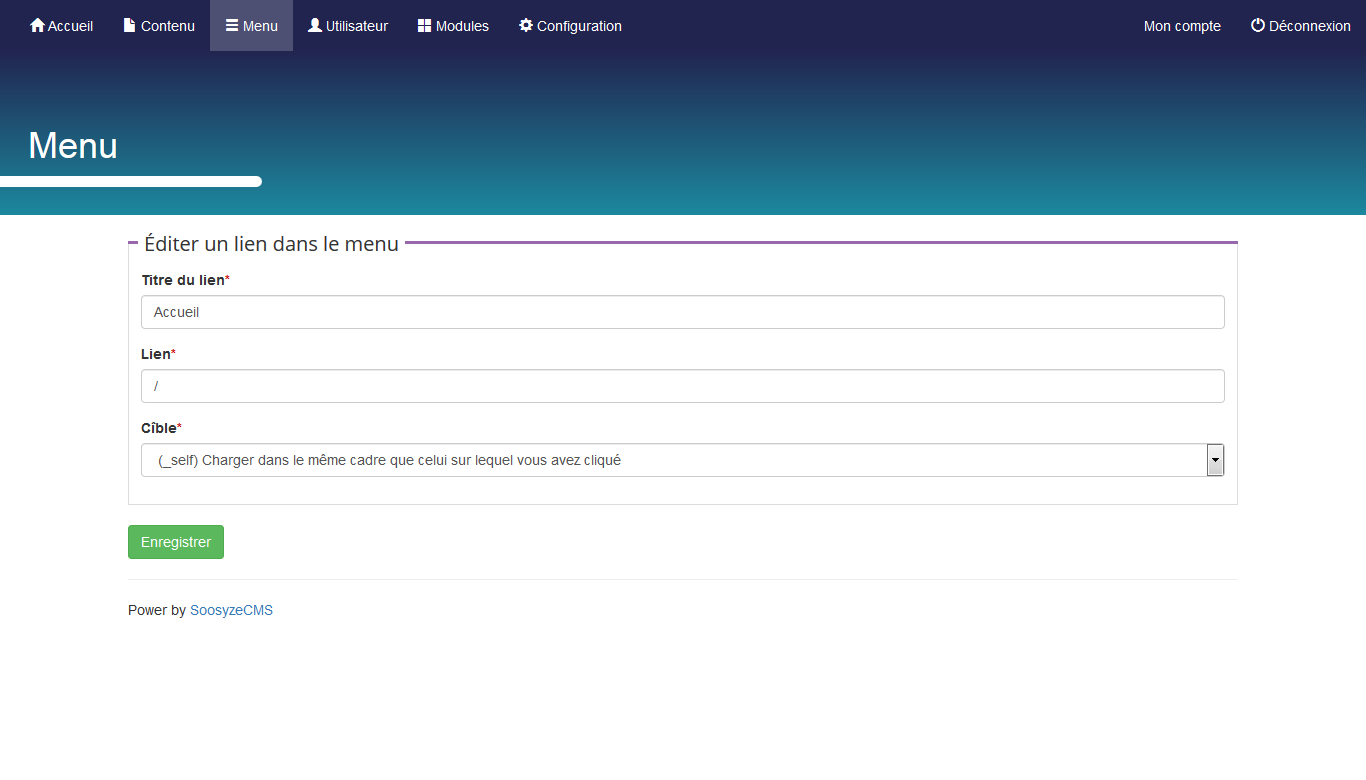 Accueil Contenu Menu Utilisateur Modules Configuration Mon compte Déconnexion
Menu
Éditer un lien dans le menu
Titre du lien*
Accueil
Lien*
/
Cîble*
(_self) Charger dans le même cadre que celui sur lequel vous avez cliqué
Enregistrer
Power by SoosyzeCMS